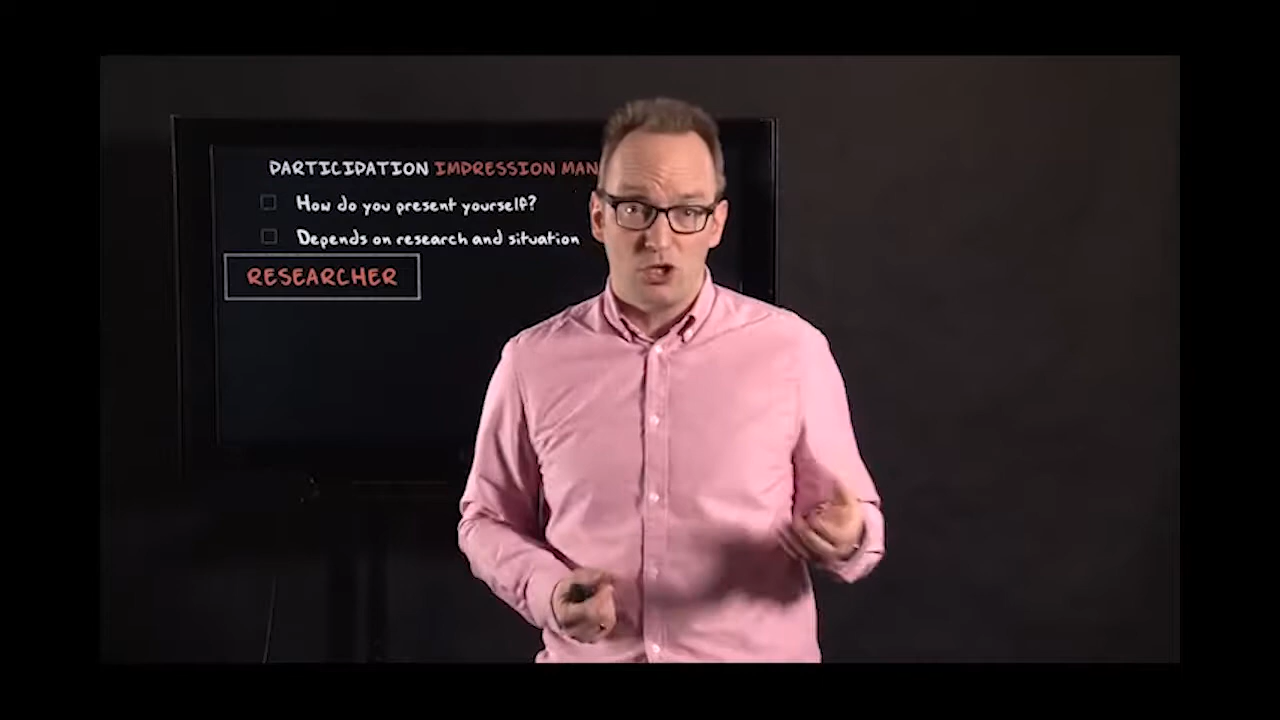 PARTICIPATION IMPRESSION MAN
How do you present yourself?
Depends on research and situation
RESEARCHER